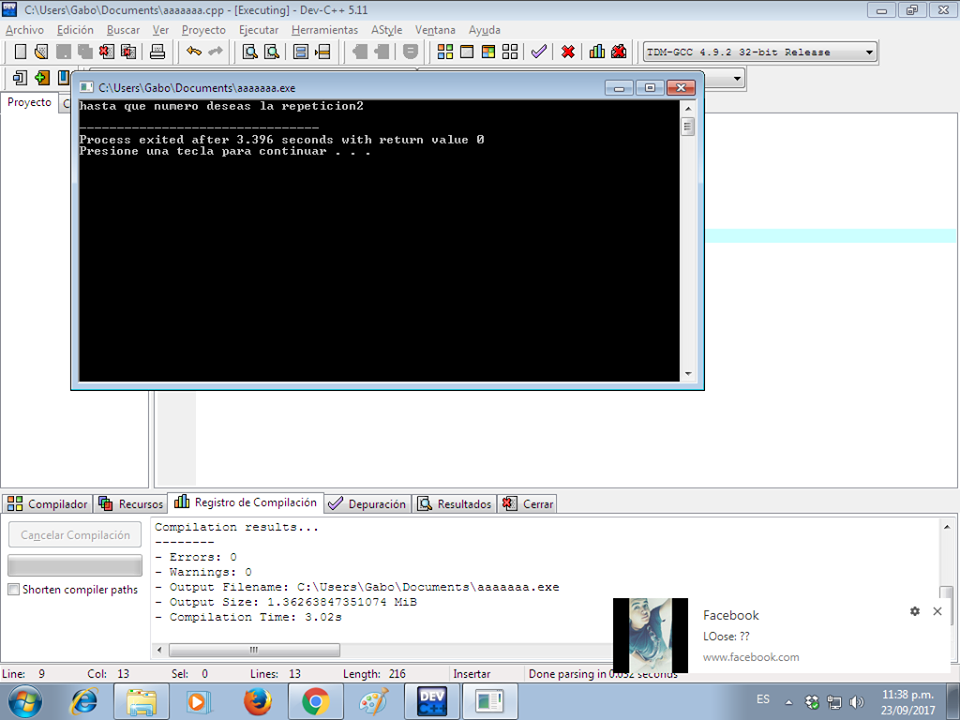 C:\Users\Gabo\Documents\aaaaaaa.cpp - [Executing] - Dev-C++ 5.11
Archivo Edición Buscar Ver Proyecto Ejecutar Herramientas AStyle Ventana Ayuda
TDM-GCC 4.9.2 32-bit Release
Proyecto
C:\Users\Gabo\Documents\aaaaaaa.exe
hasta que numero deseas la repeticion2
--------------------------------
Process exited after 3.396 seconds with return value 0
Presione una tecla para continuar . . .
Compilador Recursos Registro de Compilación Depuración Resultados Cerrar
Cancelar Compilación
Shorten compiler paths
Compilation results...
--------
- Errors: 0
- Warnings: 0
- Output Filename: C:\Users\Gabo\Documents\aaaaaaa.exe
- Output Size: 1.36263847351074 MiB
- Compilation Time: 3.02s
Facebook
LOose: ??
www.facebook.com
Line: 9 Col: 13 Sel: 0 Lines: 13 Length: 216 Insertar Done parsing in 0.032 seconds
DEV C++
ES
11:38 p.m.
23/09/2017